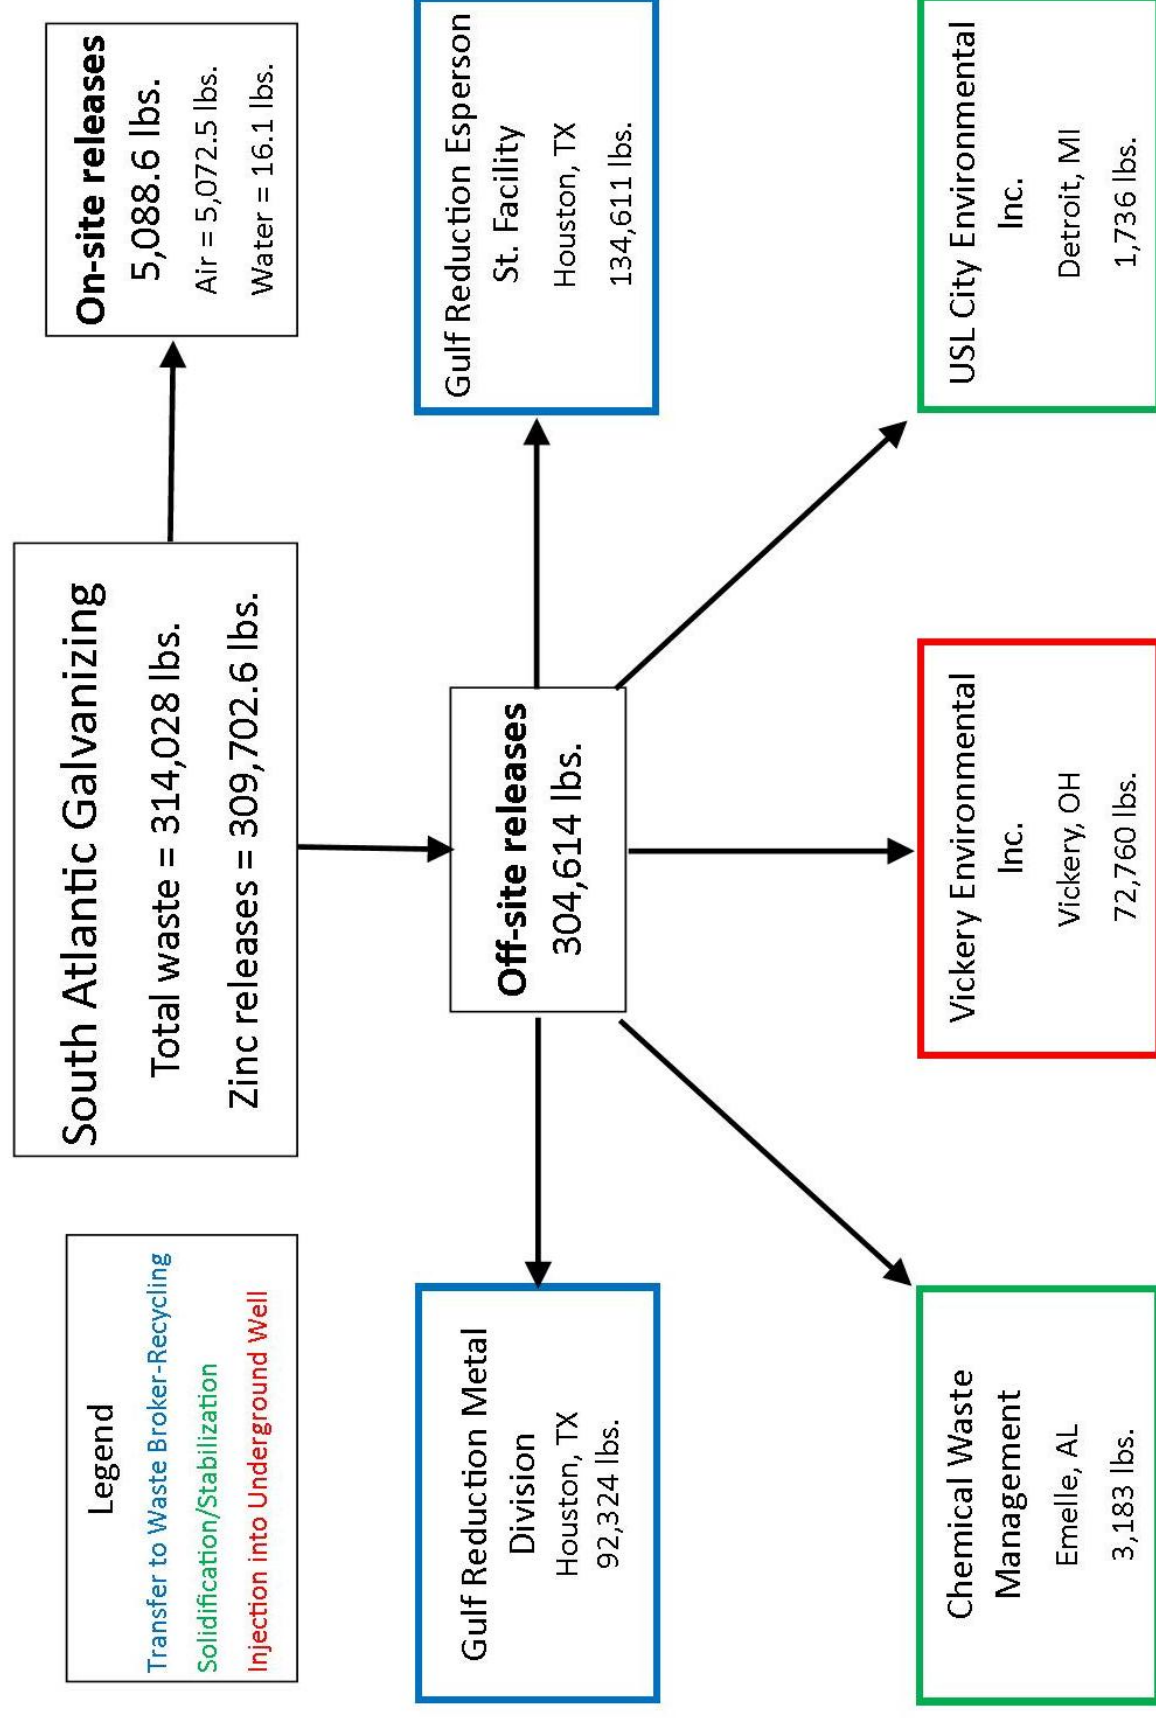 Legend
Transfer to Waste Broker-Recycling
Solidification/Stabilization
Injection into Underground Well
South Atlantic Galvanizing
Total waste = 314,028 lbs.
Zinc releases = 309,702.6 lbs.
On-site releases
5,088.6 lbs.
Air = 5,072.5 lbs.
Water = 16.1 lbs.
Gulf Reduction Metal
Division
Houston, TX
92,324 lbs.
Off-site releases
304,614 lbs.
Gulf Reduction Esperson
St. Facility
Houston, TX
134,611 lbs.
Chemical Waste
Management
Emelle, AL
3,183 lbs.
Vickery Environmental
Inc.
Vickery, OH
72,760 lbs.
USL City Environmental
Inc.
Detroit, MI
1,736 lbs.